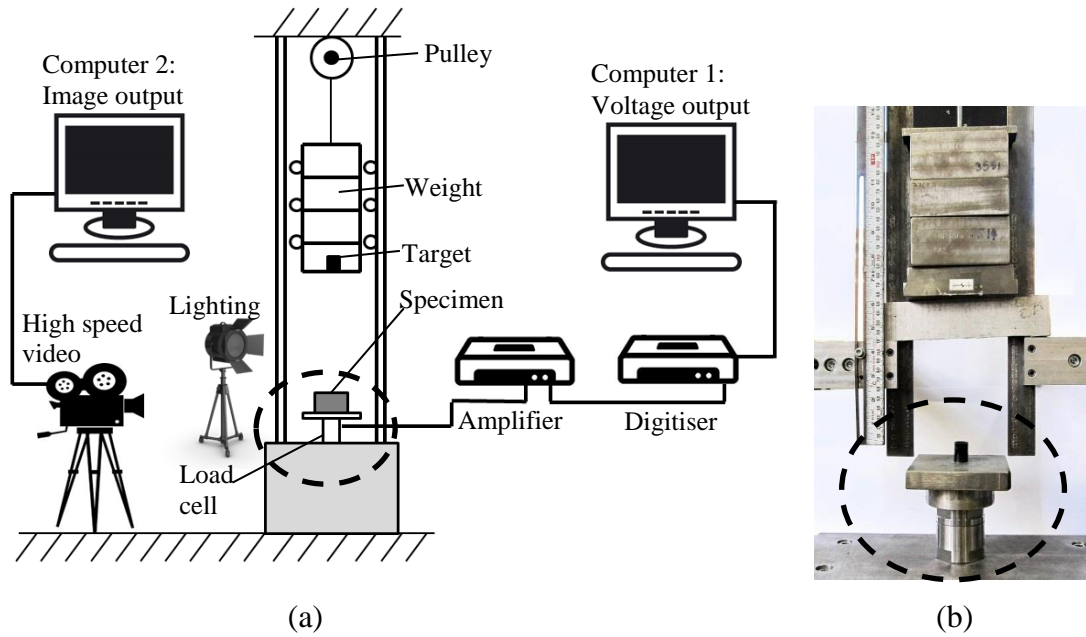 Computer 2:
Image output
Pulley
Computer 1:
Voltage output
Weight
Target
Specimen
Lighting
High speed
video
Amplifier
Digitiser
Load
cell
3551
(a)
(b)